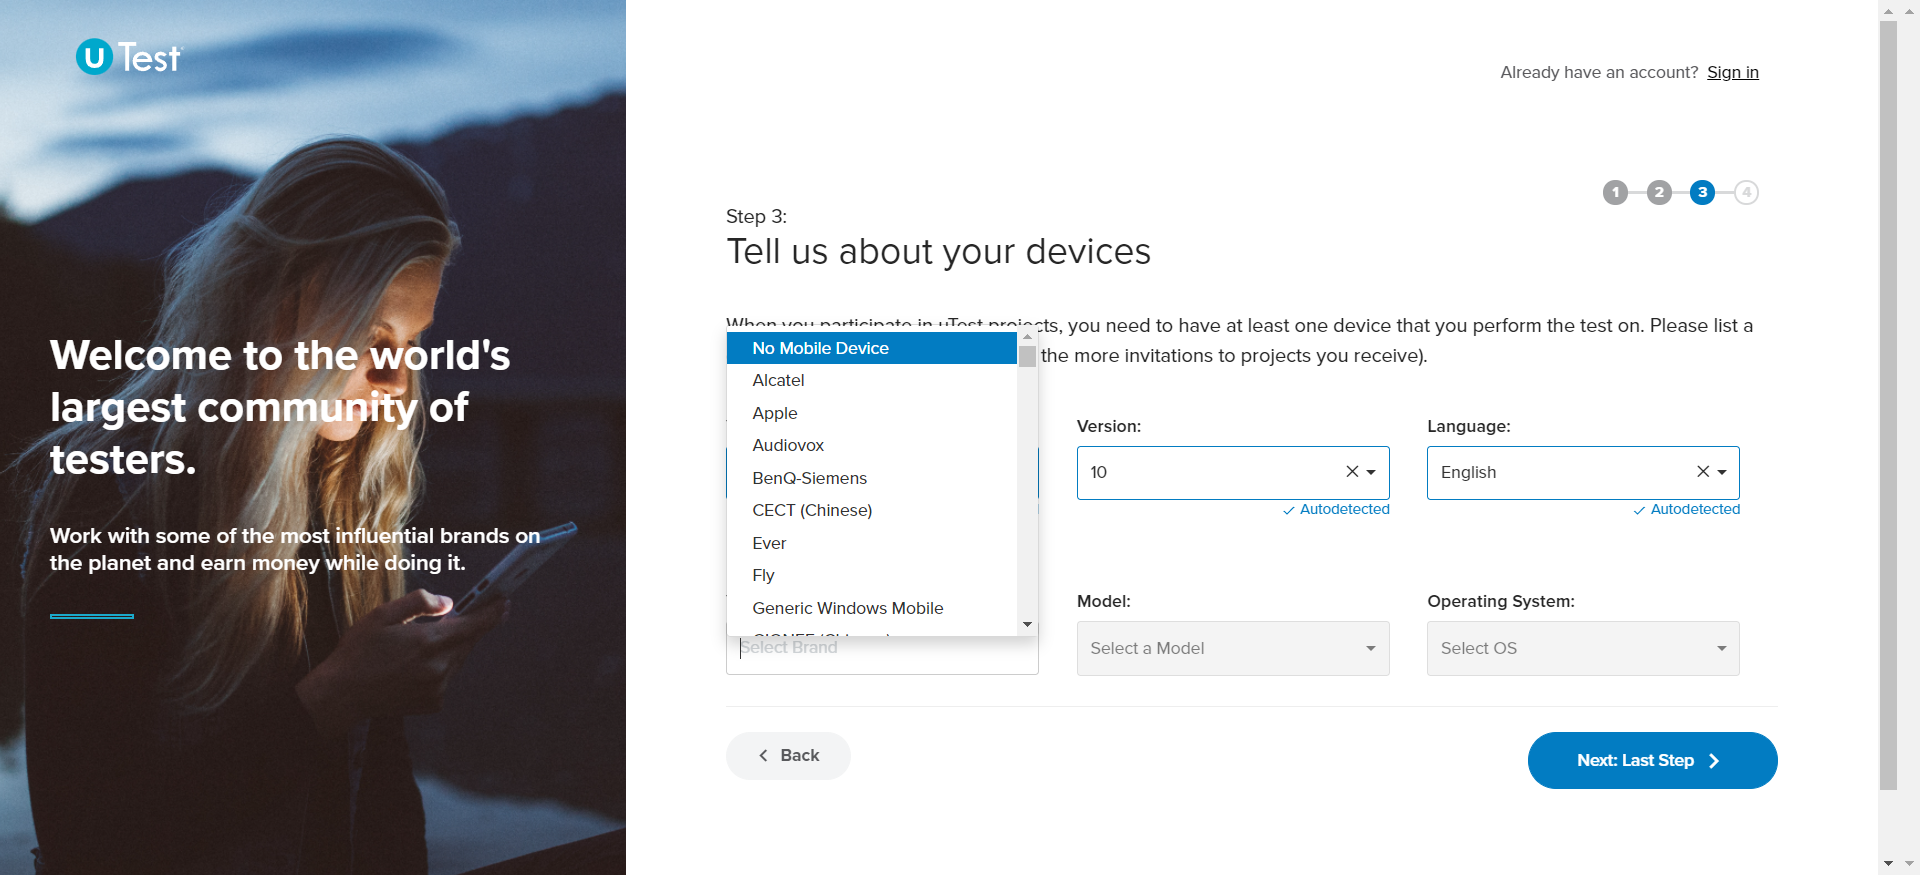 U Test
Already have an account? Sign in
1 2 3 4
Step 3:
Tell us about your devices
When you participate in uTest projects, you need to have at least one device that you perform the test on. Please list a
the more invitations to projects you receive).
No Mobile Device
Alcatel
Apple
Audiovox
BenQ-Siemens
CECT (Chinese)
Ever
Fly
Generic Windows Mobile
Select Brand
Version:
10
Autodetected
Language:
English
Autodetected
Model:
Select a Model
Operating System:
Select OS
Back
Next: Last Step
Welcome to the world's
largest community of
testers.
Work with some of the most influential brands on
the planet and earn money while doing it.